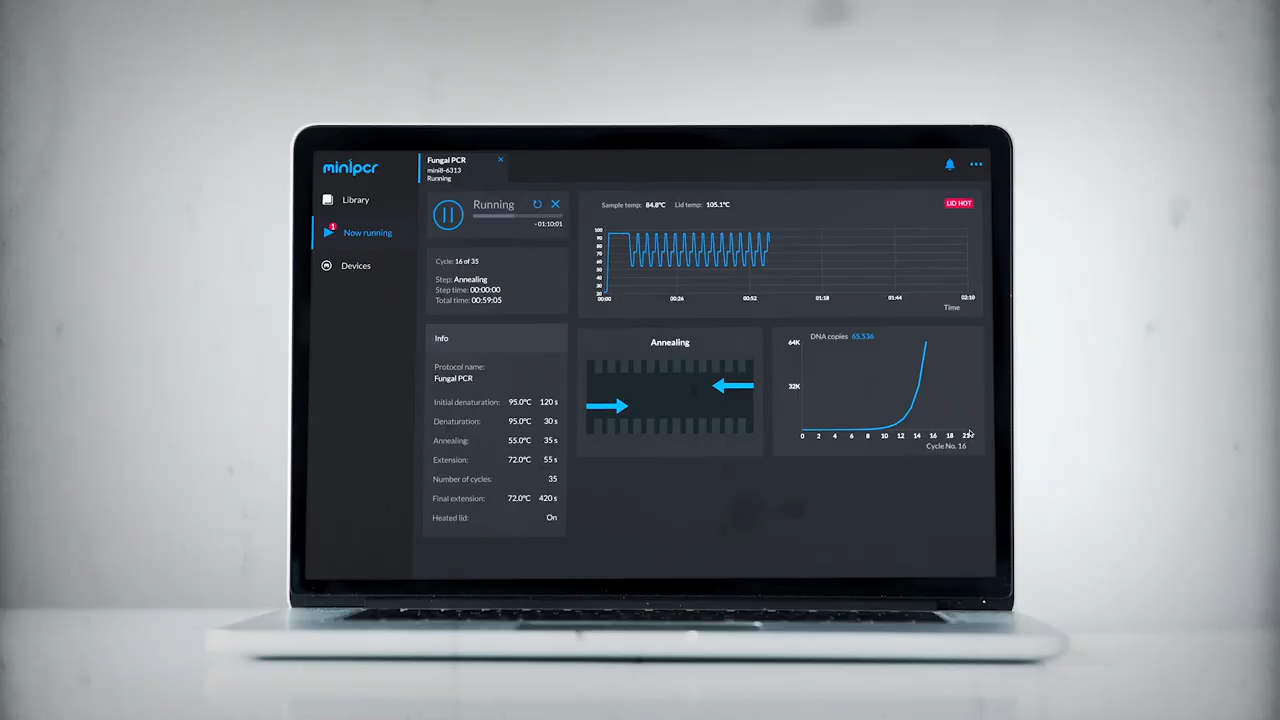 minipcr
Fungal PCR
mini8-6313
Running
Library
1
Now running
Devices
Running
- 01:10:01
Cycle: 16 of 35
Step: Annealing
Step time: 00:00:00
Total time: 00:59:05
Info
Protocol name:
Fungal PCR
Initial denaturation: 95.0°C 120 s
Denaturation: 95.0°C 30 s
Annealing: 55.0°C 35 s
Extension: 72.0°C 55 s
Number of cycles: 35
Final extension: 72.0°C 420 s
Heated lid: On
Sample temp: 84.8°C Lid temp: 105.1°C
LID HOT
100
90
80
70
60
50
40
30
20
00:00 00:26 00:52 01:18 01:44 02:10
Time
Annealing
DNA copies 65,536
64K
32K
0 2 4 6 8 10 12 14 16 18 21
Cycle No. 16